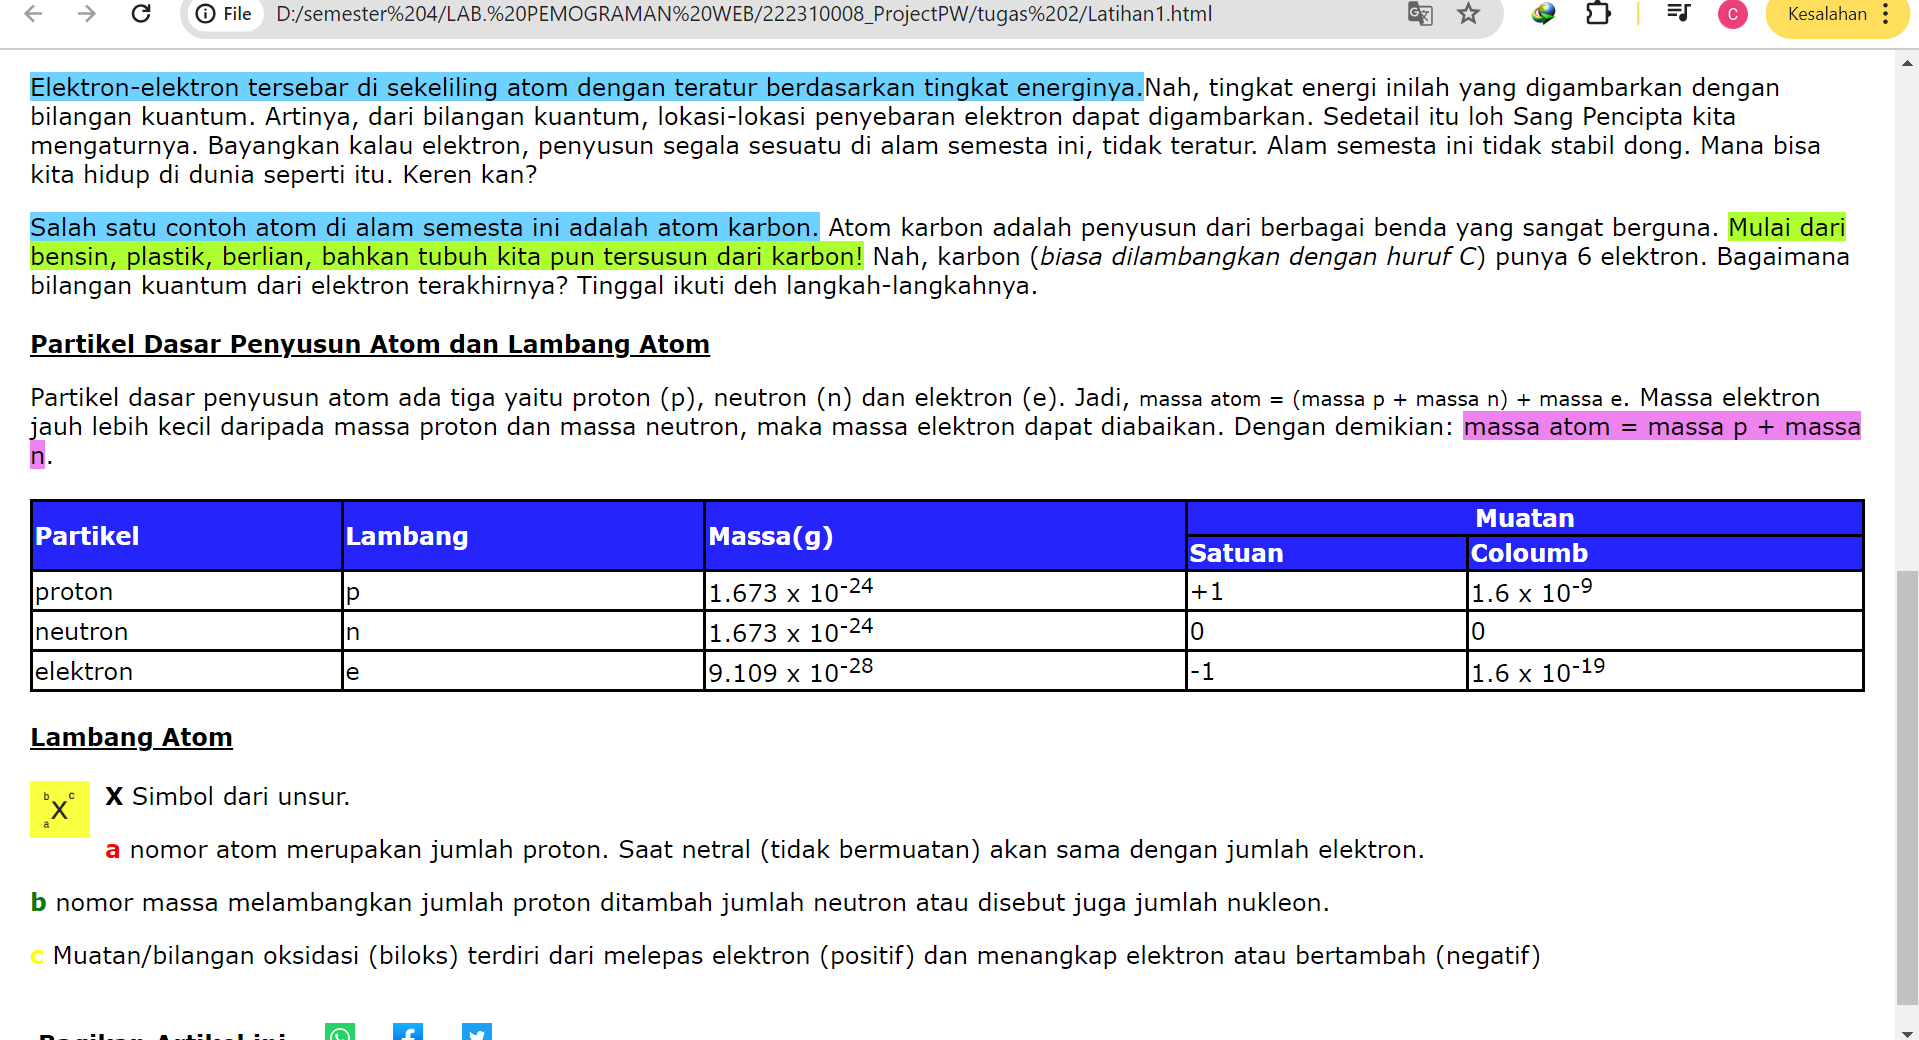 File D:/semester%204/LAB.%20PEMOGRAMAN%20WEB/222310008_ProjectPW/tugas%202/Latihan1.html C Kesalahan
Elektron-elektron tersebar di sekeliling atom dengan teratur berdasarkan tingkat energinya.Nah, tingkat energi inilah yang digambarkan dengan
bilangan kuantum. Artinya, dari bilangan kuantum, lokasi-lokasi penyebaran elektron dapat digambarkan. Sedetail itu loh Sang Pencipta kita
mengaturnya. Bayangkan kalau elektron, penyusun segala sesuatu di alam semesta ini, tidak teratur. Alam semesta ini tidak stabil dong. Mana bisa
kita hidup di dunia seperti itu. Keren kan?
Salah satu contoh atom di alam semesta ini adalah atom karbon. Atom karbon adalah penyusun dari berbagai benda yang sangat berguna. Mulai dari
bensin, plastik, berlian, bahkan tubuh kita pun tersusun dari karbon! Nah, karbon (biasa dilambangkan dengan huruf C) punya 6 elektron. Bagaimana
bilangan kuantum dari elektron terakhirnya? Tinggal ikuti deh langkah-langkahnya.
Partikel Dasar Penyusun Atom dan Lambang Atom
Partikel dasar penyusun atom ada tiga yaitu proton (p), neutron (n) dan elektron (e). Jadi, massa atom = (massa p + massa n) + massa e. Massa elektron
jauh lebih kecil daripada massa proton dan massa neutron, maka massa elektron dapat diabaikan. Dengan demikian: massa atom = massa p + massa
n.
Partikel Lambang Massa(g) Muatan
Satuan Coloumb
proton p 1.673 x 10-24 +1 1.6 x 10-9
neutron n 1.673 x 10-24 0 0
elektron e 9.109 x 10-28 -1 1.6 x 10-19
Lambang Atom
b X c a
X Simbol dari unsur.
a nomor atom merupakan jumlah proton. Saat netral (tidak bermuatan) akan sama dengan jumlah elektron.
b nomor massa melambangkan jumlah proton ditambah jumlah neutron atau disebut juga jumlah nukleon.
c Muatan/bilangan oksidasi (biloks) terdiri dari melepas elektron (positif) dan menangkap elektron atau bertambah (negatif)
Bagikan Artikel ini